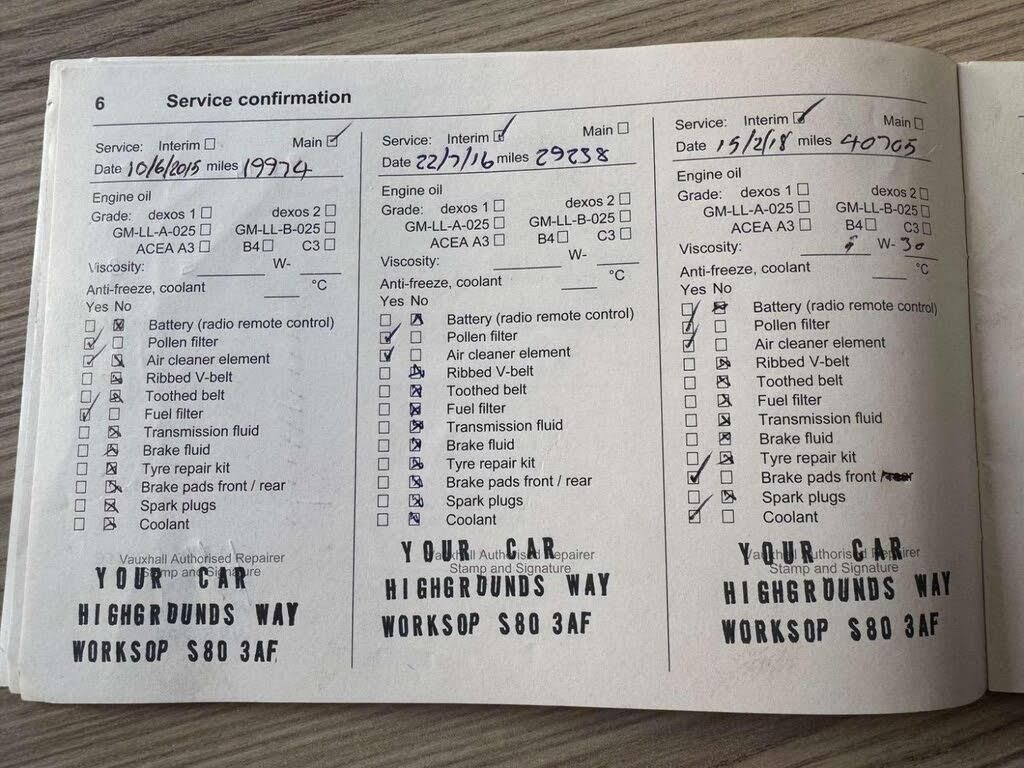 6 Service confirmation
Service: Interim Main
Date 10/6/2015 miles 19974
Engine oil
Grade: dexos 1 dexos 2
GM-LL-A-025 GM-LL-B-025
ACEA A3 B4 C3
Viscosity: W-
Anti-freeze, coolant °C
Yes No
Battery (radio remote control)
Pollen filter
Air cleaner element
Ribbed V-belt
Toothed belt
Fuel filter
Transmission fluid
Brake fluid
Tyre repair kit
Brake pads front / rear
Spark plugs
Coolant
Vauxhall Authorised Repairer
Stamp and Signature
YOUR CAR
HIGHGROUNDS WAY
WORKSOP S80 3AF
Service: Interim Main
Date 22/7/16 miles 29238
Engine oil
Grade: dexos 1 dexos 2
GM-LL-A-025 GM-LL-B-025
ACEA A3 B4 C3
Viscosity: W-
Anti-freeze, coolant °C
Yes No
Battery (radio remote control)
Pollen filter
Air cleaner element
Ribbed V-belt
Toothed belt
Fuel filter
Transmission fluid
Brake fluid
Tyre repair kit
Brake pads front / rear
Spark plugs
Coolant
Vauxhall Authorised Repairer
Stamp and Signature
YOUR CAR
HIGHGROUNDS WAY
WORKSOP S80 3AF
Service: Interim Main
Date 15/2/18 miles 40705
Engine oil
Grade: dexos 1 dexos 2
GM-LL-A-025 GM-LL-B-025
ACEA A3 B4 C3
Viscosity: W- 30
Anti-freeze, coolant °C
Yes No
Battery (radio remote control)
Pollen filter
Air cleaner element
Ribbed V-belt
Toothed belt
Fuel filter
Transmission fluid
Brake fluid
Tyre repair kit
Brake pads front / rear
Spark plugs
Coolant
Vauxhall Authorised Repairer
Stamp and Signature
YOUR CAR
HIGHGROUNDS WAY
WORKSOP S80 3AF